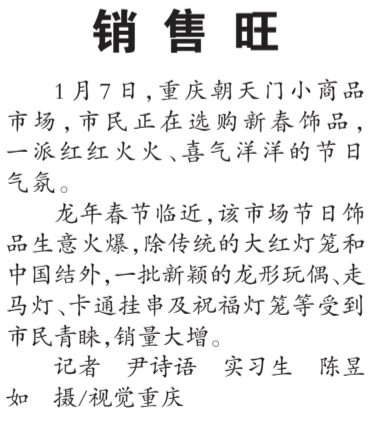 销售旺
1月7日，重庆朝天门小商品
市场，市民正在选购新春饰品，
一派红红火火、喜气洋洋的节日
气氛。
龙年春节临近，该市场节日饰
品生意火爆，除传统的大红灯笼和
中国结外，一批新颖的龙形玩偶、走
马灯、卡通挂串及祝福灯笼等受到
市民青睐，销量大增。
记者　尹诗语　实习生　陈昱
如　摄/视觉重庆